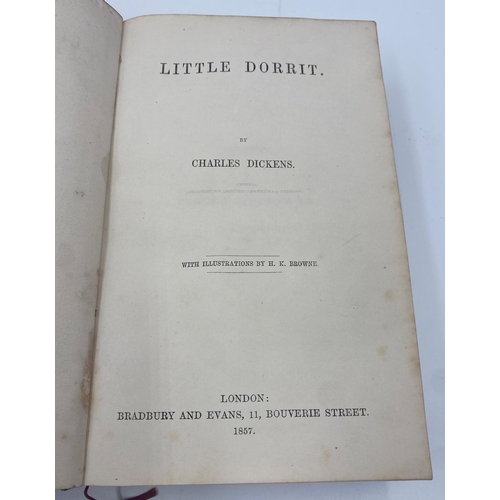 LITTLE DORRIT.
BY
CHARLES DICKENS.
WITH ILLUSTRATIONS BY H. K. BROWNE.
LONDON:
BRADBURY AND EVANS, 11, BOUVERIE STREET.
1857.